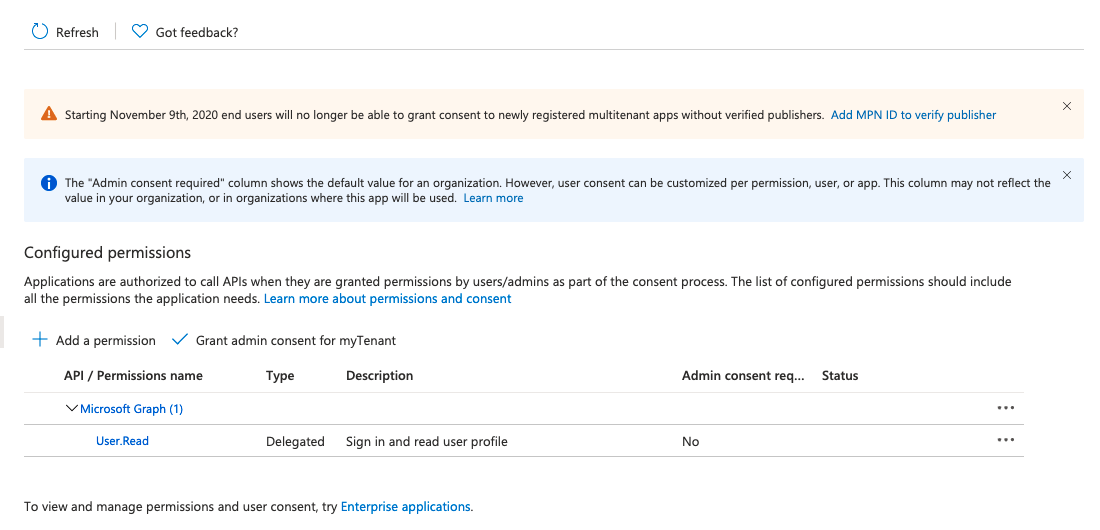 Refresh Got feedback?
Starting November 9th, 2020 end users will no longer be able to grant consent to newly registered multitenant apps without verified publishers. Add MPN ID to verify publisher
The "Admin consent required" column shows the default value for an organization. However, user consent can be customized per permission, user, or app. This column may not reflect the
value in your organization, or in organizations where this app will be used. Learn more
Configured permissions
Applications are authorized to call APIs when they are granted permissions by users/admins as part of the consent process. The list of configured permissions should include
all the permissions the application needs. Learn more about permissions and consent
Add a permission Grant admin consent for myTenant
API / Permissions name Type Description Admin consent req... Status
Microsoft Graph (1)
User.Read Delegated Sign in and read user profile No
To view and manage permissions and user consent, try Enterprise applications.